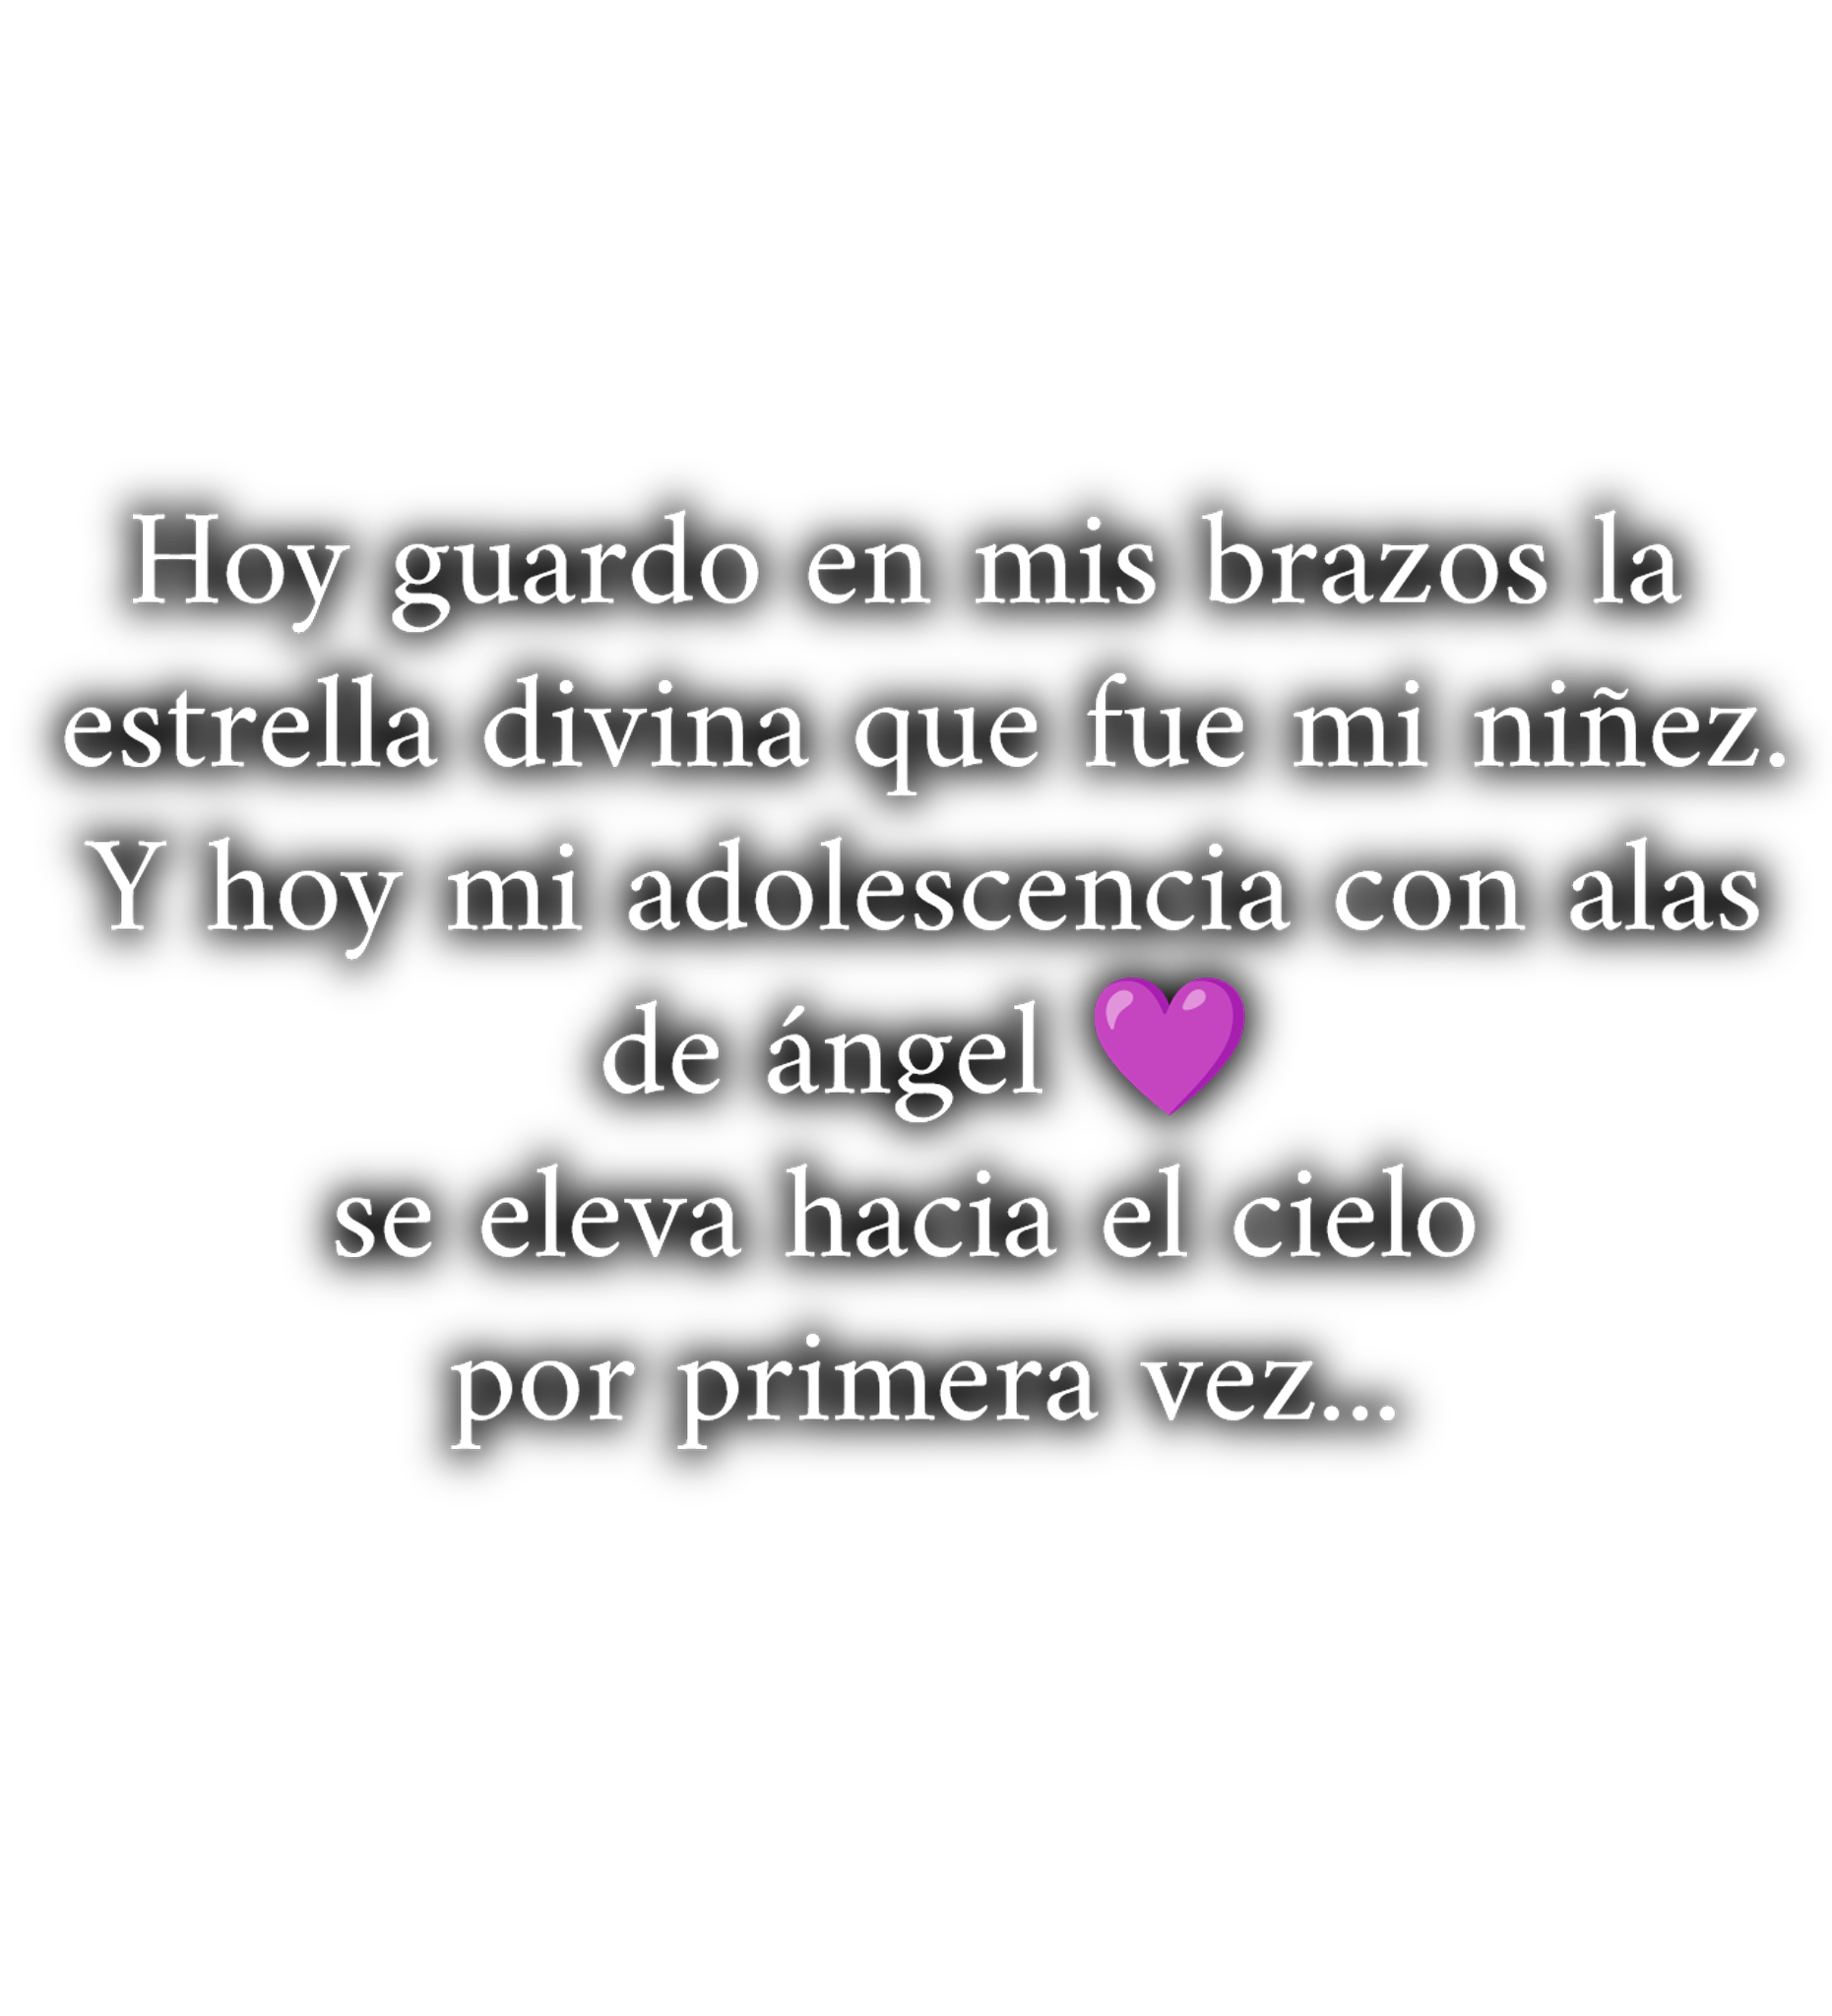 Hoy guardo en mis brazos la
estrella divina que fue mi niñez.
Y hoy mi adolescencia con alas
de ángel 💜
se eleva hacia el cielo
por primera vez...